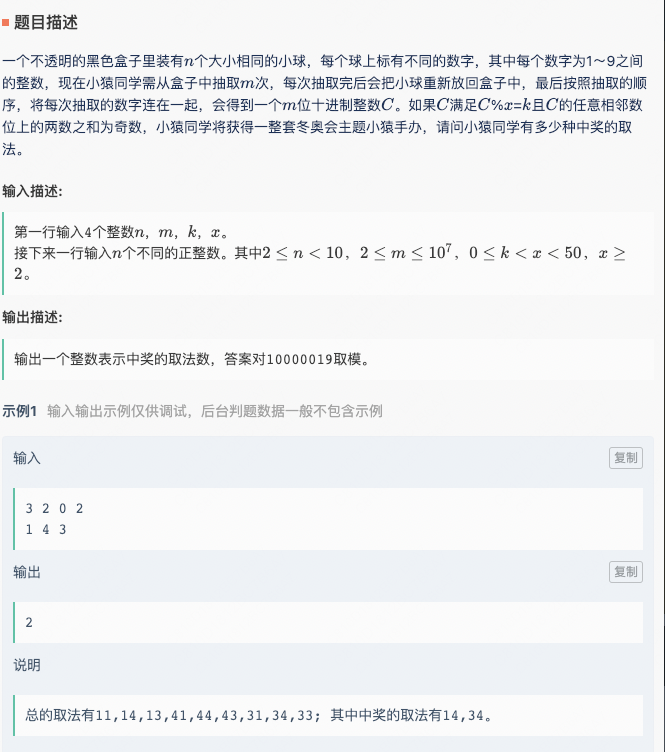 题目描述
一个不透明的黑色盒子里装有n个大小相同的小球，每个球上标有不同的数字，其中每个数字为1～9之间
的整数，现在小猿同学需从盒子中抽取m次，每次抽取完后会把小球重新放回盒子中，最后按照抽取的顺
序，将每次抽取的数字连在一起，会得到一个m位十进制整数C。如果C满足C%x=k且C的任意相邻数
位上的两数之和为奇数，小猿同学将获得一整套冬奥会主题小猿手办，请问小猿同学有多少种中奖的取
法。
输入描述:
第一行输入4个整数n，m，k，x。
接下来一行输入n个不同的正整数。其中2 ≤ n < 10，2 ≤ m ≤ 10⁷，0 ≤ k < x < 50，x ≥
2。
输出描述:
输出一个整数表示中奖的取法数，答案对10000019取模。
示例1 输入输出示例仅供调试，后台判题数据一般不包含示例
输入
复制
3 2 0 2
1 4 3
输出
复制
2
说明
总的取法有11,14,13,41,44,43,31,34,33; 其中中奖的取法有14,34。